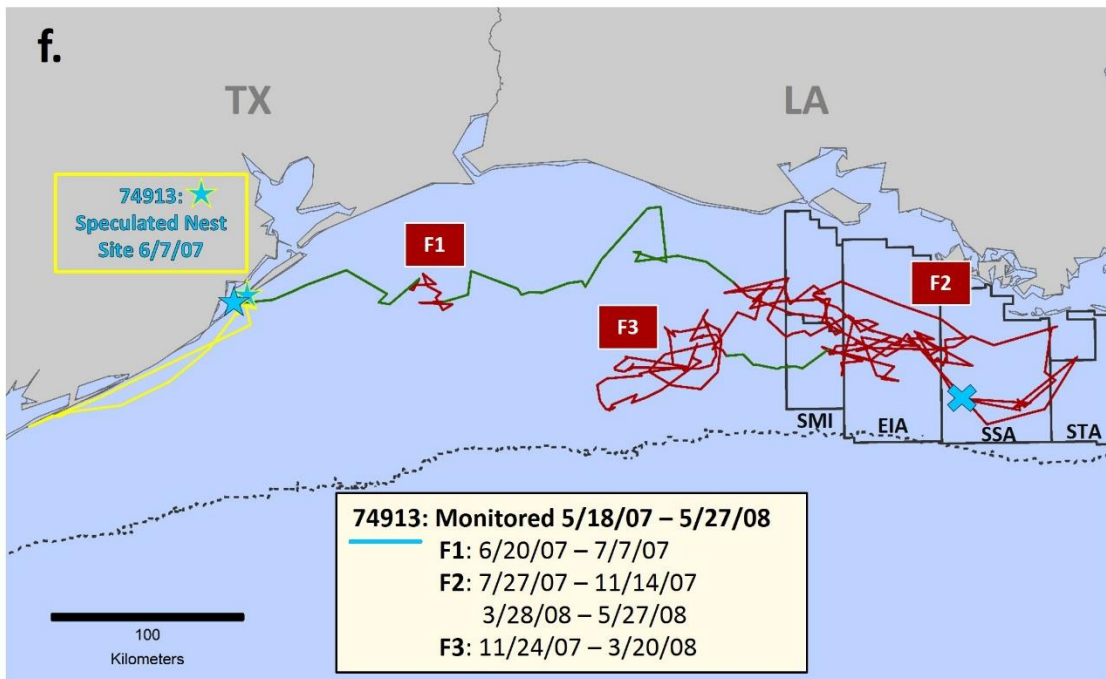 f.
TX
LA
74913:
Speculated Nest
Site 6/7/07
F1
F2
F3
SMI
EIA
SSA
STA
74913: Monitored 5/18/07 – 5/27/08
F1: 6/20/07 – 7/7/07
F2: 7/27/07 – 11/14/07
3/28/08 – 5/27/08
F3: 11/24/07 – 3/20/08
100
Kilometers